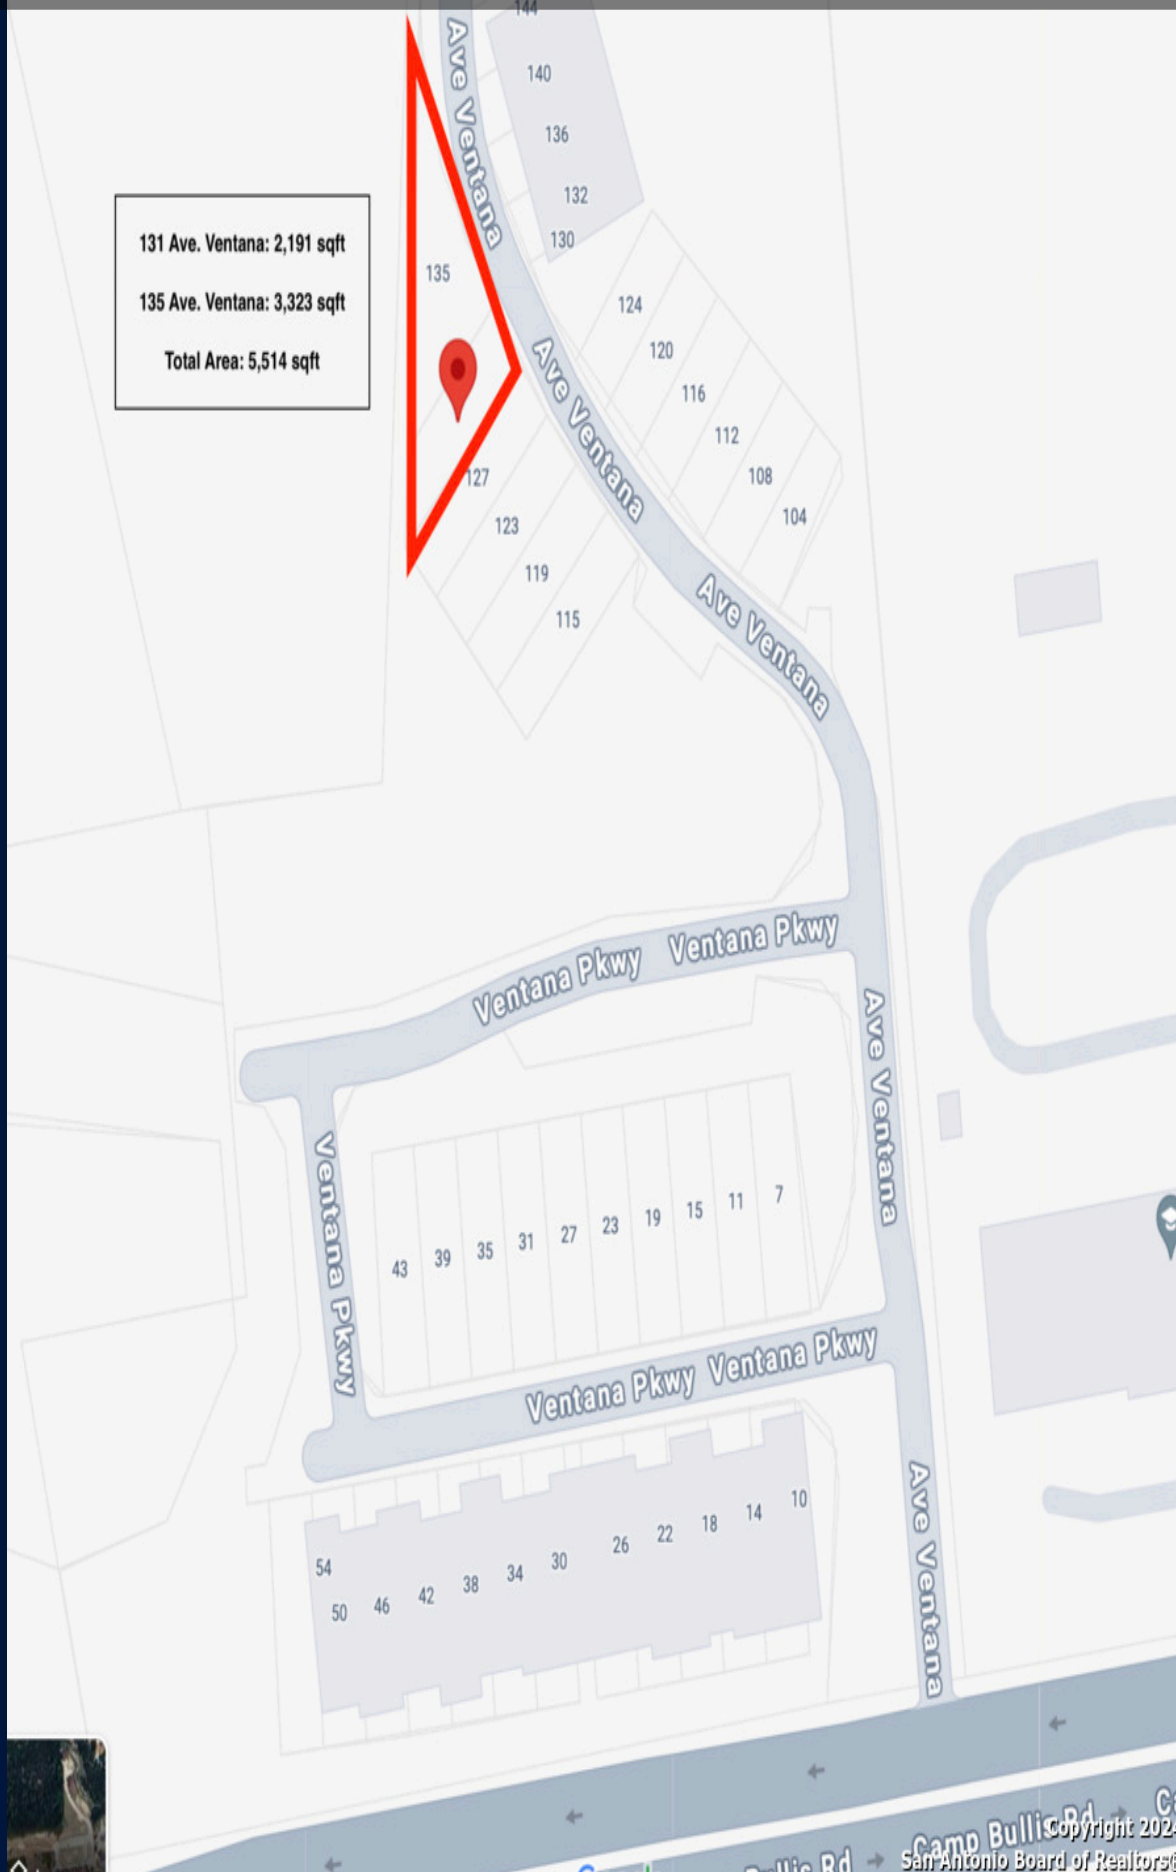 144
Ave Ventana
140
136
132
130
131 Ave. Ventana: 2,191 sqft
135 Ave. Ventana: 3,323 sqft
Total Area: 5,514 sqft
135
124
Ave Ventana
120
116
112
127
108
104
123
119
115
Ave Ventana
Ventana Pkwy Ventana Pkwy
Ave Ventana
Ventana Pkwy
43
39
35
31
27
23
19
15
11
7
Ventana Pkwy Ventana Pkwy
Ave Ventana
54
50
46
42
38
34
30
26
22
18
14
10
Camp Bullis Rd
Bullis Rd
Copyright 202
San Antonio Board of Realtors